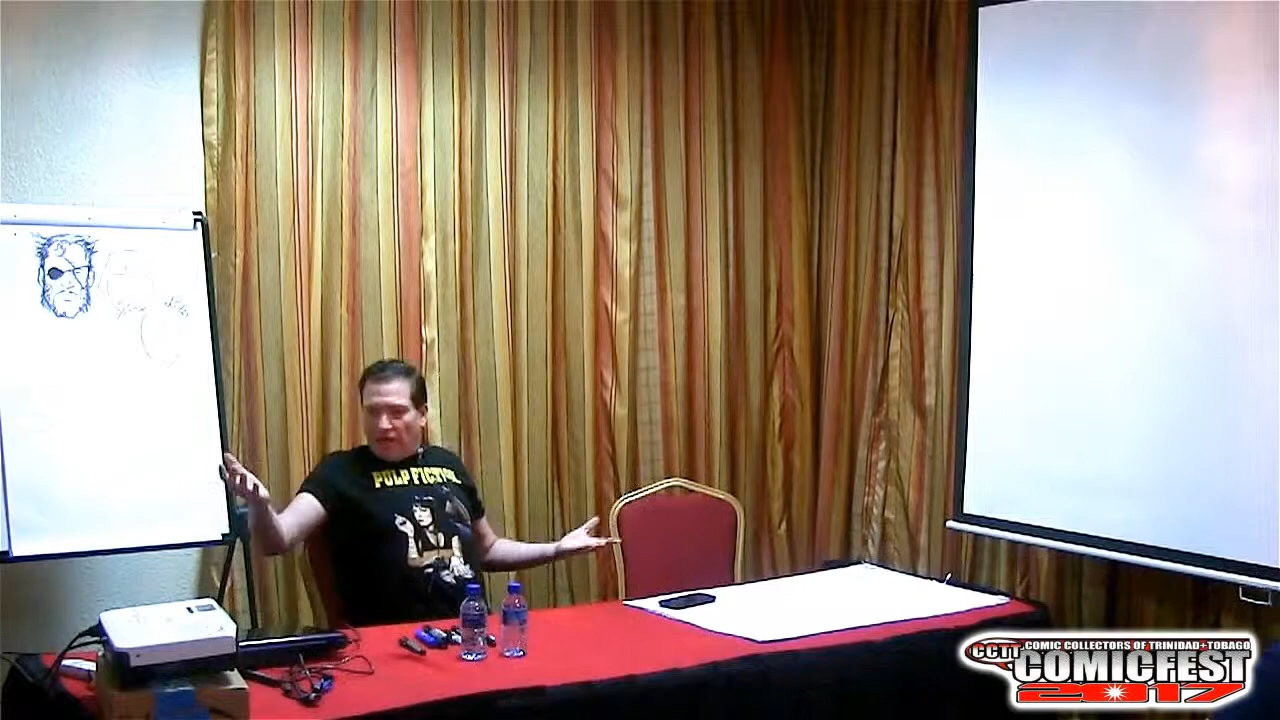 PULP FICTION
CCTT
COMIC COLLECTORS OF TRINIDAD+TOBAGO
COMICFEST
2017